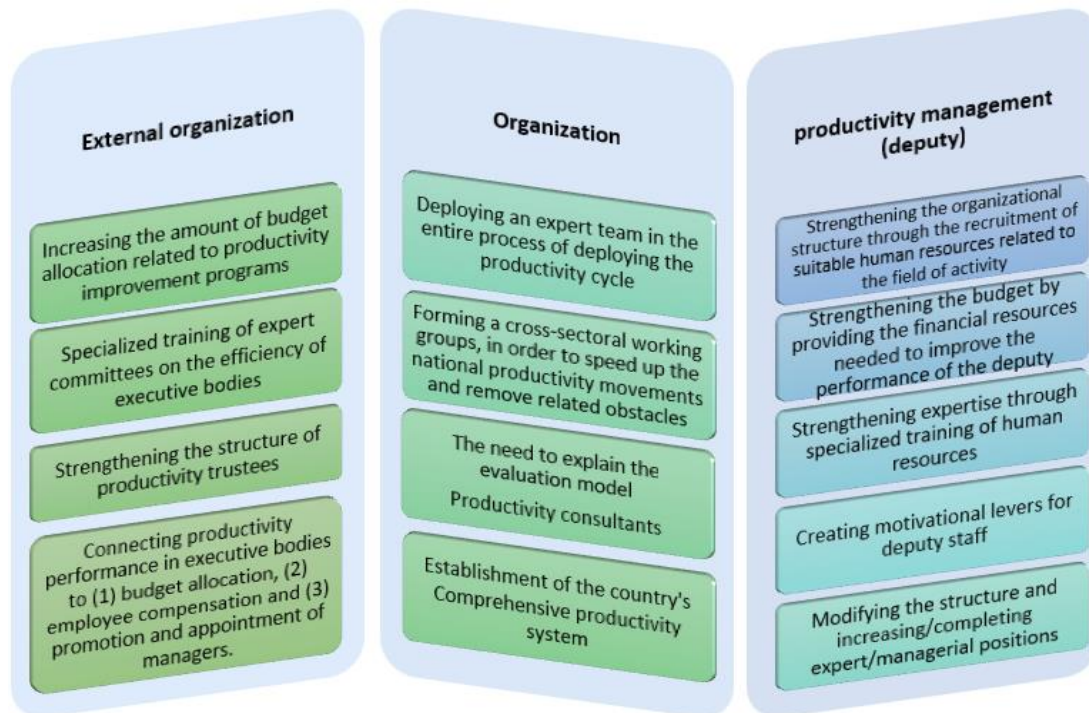 External organization
Increasing the amount of budget
allocation related to productivity
improvement programs
Specialized training of expert
committees on the efficiency of
executive bodies
Strengthening the structure of
productivity trustees
Connecting productivity
performance in executive bodies
to (1) budget allocation, (2)
employee compensation and (3)
promotion and appointment of
managers.
Organization
Deploying an expert team in the
entire process of deploying the
productivity cycle
Forming a cross-sectoral working
groups, in order to speed up the
national productivity movements
and remove related obstacles
The need to explain the
evaluation model
Productivity consultants
Establishment of the country's
Comprehensive productivity
system
productivity management
(deputy)
Strengthening the organizational
structure through the recruitment of
suitable human resources related to
the field of activity
Strengthening the budget by
providing the financial resources
needed to improve the
performance of the deputy
Strengthening expertise through
specialized training of human
resources
Creating motivational levers for
deputy staff
Modifying the structure and
increasing/completing
expert/managerial positions